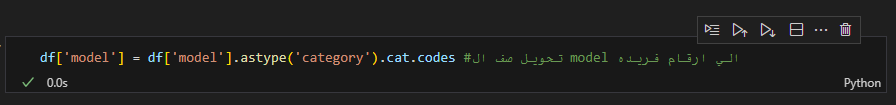 df['model'] = df['model'].astype('category').cat.codes #تحويل صف ال model الي ارقام فريده
0.0s
Python